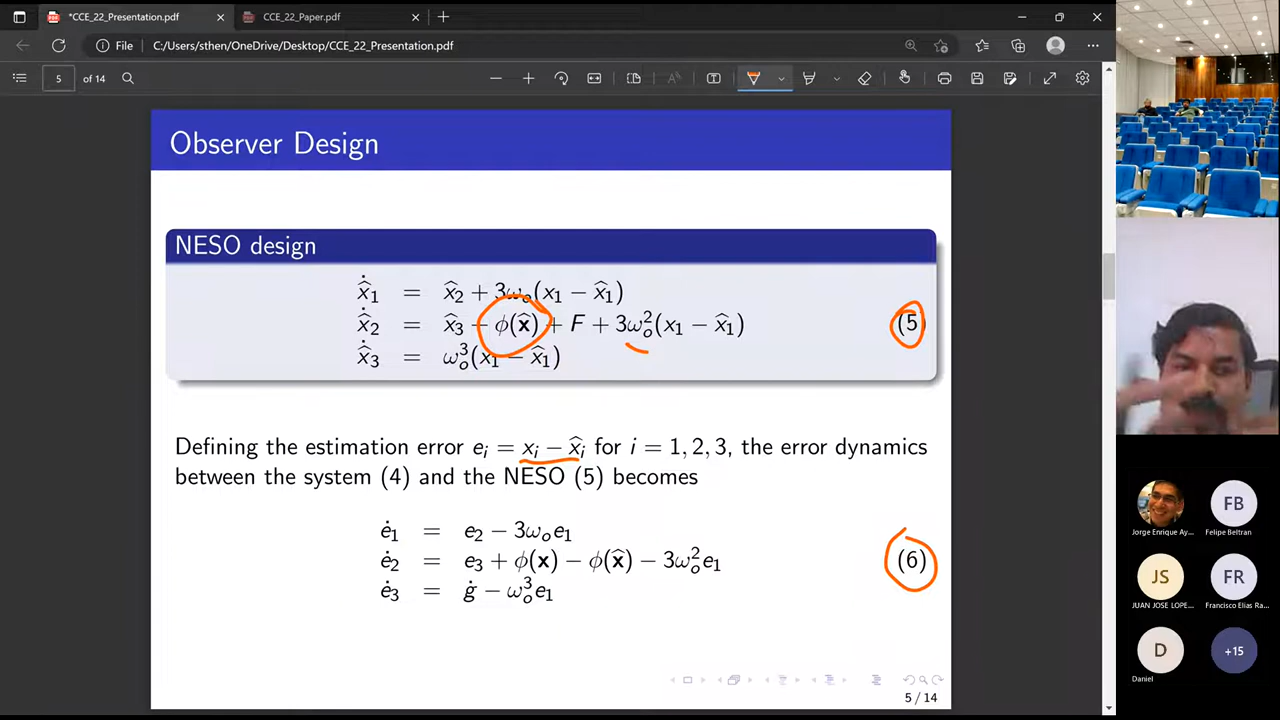 *CCE_22_Presentation.pdf
CCE_22_Paper.pdf
File C:/Users/sthen/OneDrive/Desktop/CCE_22_Presentation.pdf
5 of 14
Observer Design
NESO design
x̂̇₁ = x̂₂ + 3ωₒ(x₁ − x̂₁)
x̂̇₂ = x̂₃ + ϕ(x̂) + F + 3ωₒ²(x₁ − x̂₁) (5)
x̂̇₃ = ωₒ³(x₁ − x̂₁)
Defining the estimation error eᵢ = xᵢ − x̂ᵢ for i = 1, 2, 3, the error dynamics
between the system (4) and the NESO (5) becomes
ė₁ = e₂ − 3ωₒe₁
ė₂ = e₃ + ϕ(x) − ϕ(x̂) − 3ωₒ²e₁ (6)
ė₃ = ġ − ωₒ³e₁
5 / 14
FB
Jorge Enrique Ay... Felipe Beltran
JS FR
JUAN JOSE LOPE... Francisco Elias Ra...
D +15
Daniel